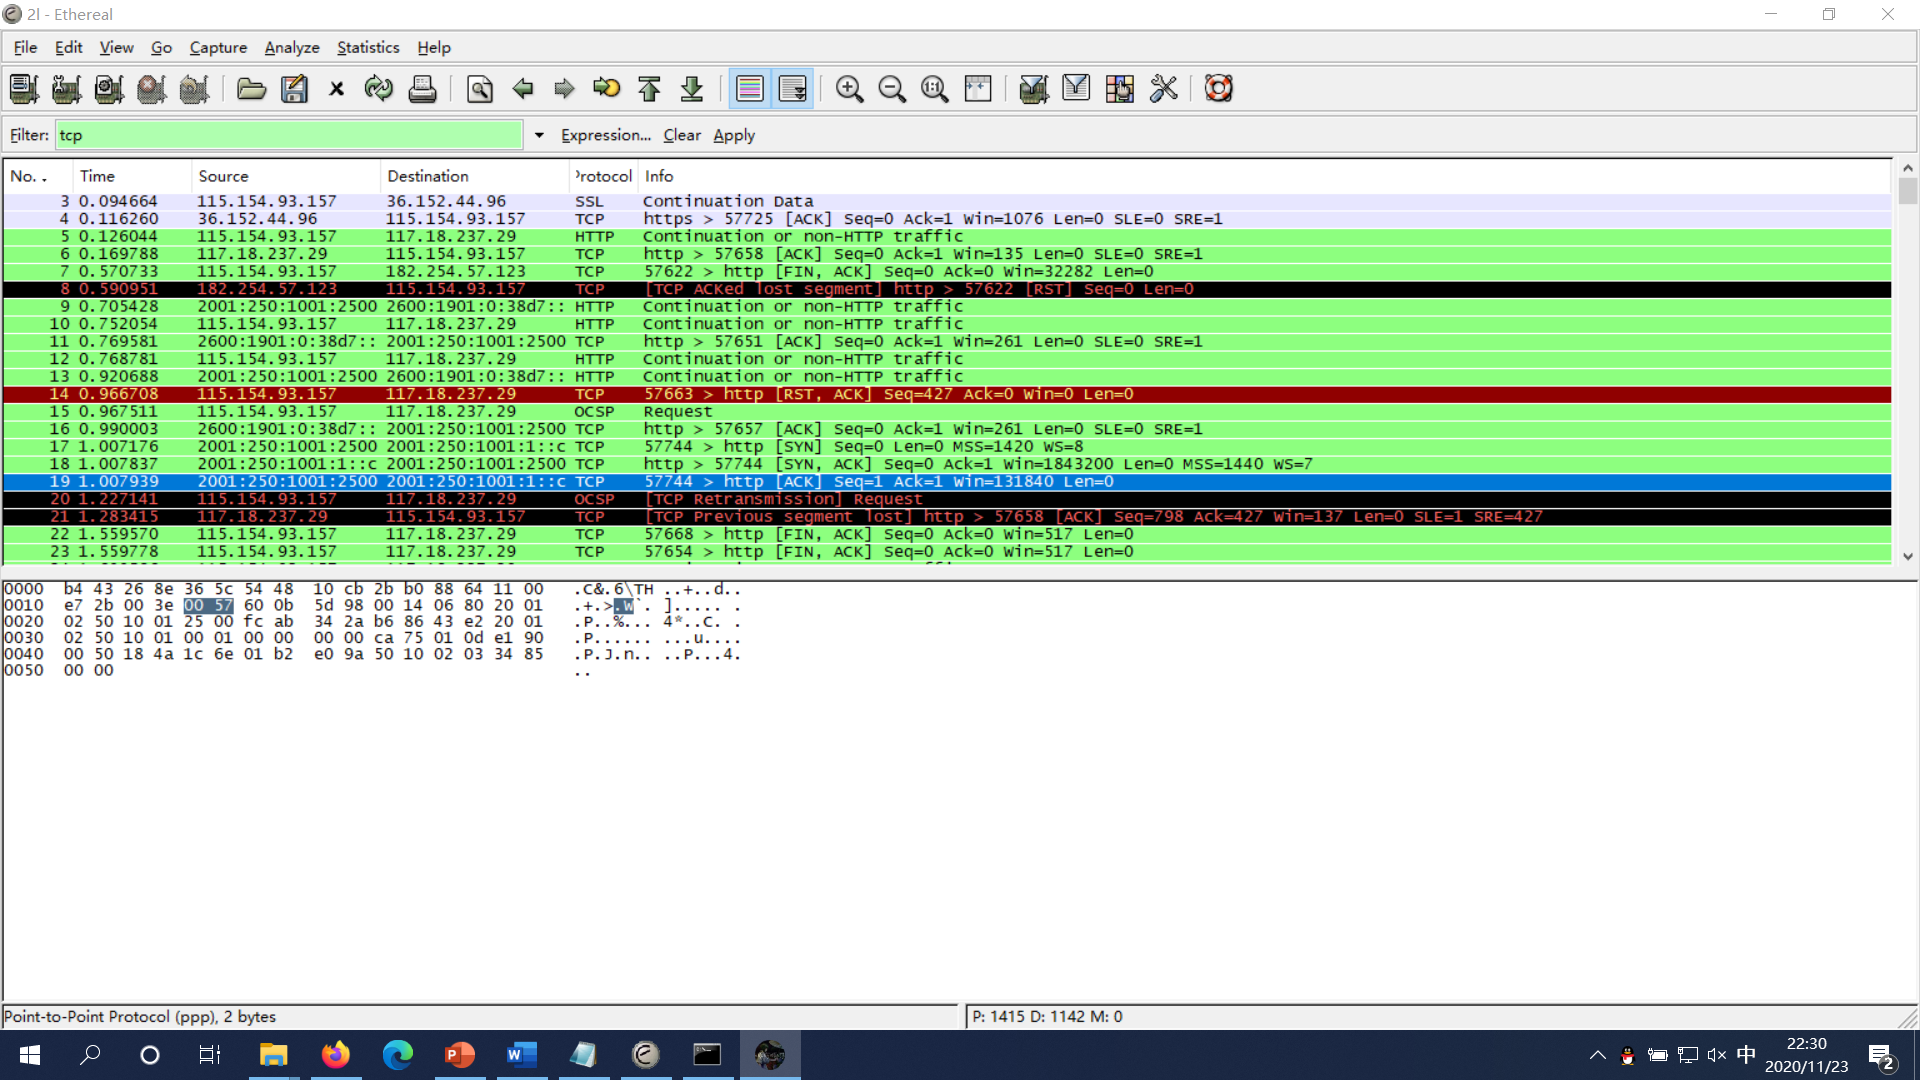 2l - Ethereal
File Edit View Go Capture Analyze Statistics Help
Filter: tcp Expression... Clear Apply
No. . Time Source Destination Protocol Info
3 0.094664 115.154.93.157 36.152.44.96 SSL Continuation Data
4 0.116260 36.152.44.96 115.154.93.157 TCP https > 57725 [ACK] Seq=0 Ack=1 Win=1076 Len=0 SLE=0 SRE=1
5 0.126044 115.154.93.157 117.18.237.29 HTTP Continuation or non-HTTP traffic
6 0.169788 117.18.237.29 115.154.93.157 TCP http > 57658 [ACK] Seq=0 Ack=1 Win=135 Len=0 SLE=0 SRE=1
7 0.570733 115.154.93.157 182.254.57.123 TCP 57622 > http [FIN, ACK] Seq=0 Ack=0 Win=32282 Len=0
8 0.590951 182.254.57.123 115.154.93.157 TCP [TCP ACKed lost segment] http > 57622 [RST] Seq=0 Len=0
9 0.705428 2001:250:1001:2500 2600:1901:0:38d7:: HTTP Continuation or non-HTTP traffic
10 0.752054 115.154.93.157 117.18.237.29 HTTP Continuation or non-HTTP traffic
11 0.769581 2600:1901:0:38d7:: 2001:250:1001:2500 TCP http > 57651 [ACK] Seq=0 Ack=1 Win=261 Len=0 SLE=0 SRE=1
12 0.768781 115.154.93.157 117.18.237.29 HTTP Continuation or non-HTTP traffic
13 0.920688 2001:250:1001:2500 2600:1901:0:38d7:: HTTP Continuation or non-HTTP traffic
14 0.966708 115.154.93.157 117.18.237.29 TCP 57663 > http [RST, ACK] Seq=427 Ack=0 Win=0 Len=0
15 0.967511 115.154.93.157 117.18.237.29 OCSP Request
16 0.990003 2600:1901:0:38d7:: 2001:250:1001:2500 TCP http > 57657 [ACK] Seq=0 Ack=1 Win=261 Len=0 SLE=0 SRE=1
17 1.007176 2001:250:1001:2500 2001:250:1001:1::c TCP 57744 > http [SYN] Seq=0 Len=0 MSS=1420 WS=8
18 1.007837 2001:250:1001:1::c 2001:250:1001:2500 TCP http > 57744 [SYN, ACK] Seq=0 Ack=1 Win=1843200 Len=0 MSS=1440 WS=7
19 1.007939 2001:250:1001:2500 2001:250:1001:1::c TCP 57744 > http [ACK] Seq=1 Ack=1 Win=131840 Len=0
20 1.227141 115.154.93.157 117.18.237.29 OCSP [TCP Retransmission] Request
21 1.283415 117.18.237.29 115.154.93.157 TCP [TCP Previous segment lost] http > 57658 [ACK] Seq=798 Ack=427 Win=137 Len=0 SLE=1 SRE=427
22 1.559570 115.154.93.157 117.18.237.29 TCP 57668 > http [FIN, ACK] Seq=0 Ack=0 Win=517 Len=0
23 1.559778 115.154.93.157 117.18.237.29 TCP 57654 > http [FIN, ACK] Seq=0 Ack=0 Win=517 Len=0
0000 b4 43 26 8e 36 5c 54 48 10 cb 2b b0 88 64 11 00 .C&.6\TH ..+..d..
0010 e7 2b 00 3e 00 57 60 0b 5d 98 00 14 06 80 20 01 .+.>.W`. ]..... .
0020 02 50 10 01 25 00 fc ab 34 2a b6 86 43 e2 20 01 .P..%... 4*..C. .
0030 02 50 10 01 00 01 00 00 00 00 ca 75 01 0d e1 90 .P...... ...u....
0040 00 50 18 4a 1c 6e 01 b2 e0 9a 50 10 02 03 34 85 .P.J.n.. ..P...4.
0050 00 00 ..
Point-to-Point Protocol (ppp), 2 bytes P: 1415 D: 1142 M: 0
中 22:30
2020/11/23 2